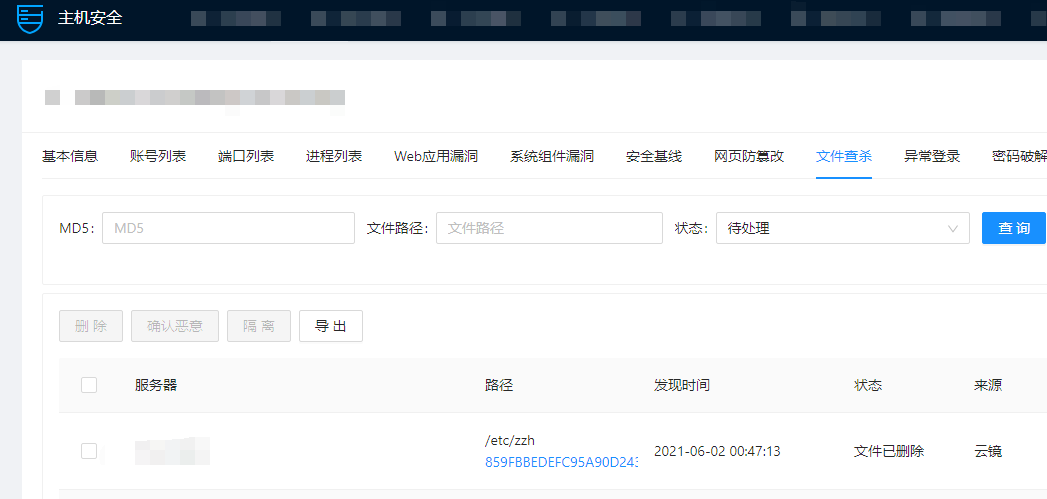 主机安全
基本信息 账号列表 端口列表 进程列表 Web应用漏洞 系统组件漏洞 安全基线 网页防篡改 文件查杀 异常登录 密码破解
MD5: MD5 文件路径: 文件路径 状态: 待处理 查 询
删 除 确认恶意 隔 离 导 出
服务器 路径 发现时间 状态 来源
/etc/zzh
859FBBEDEFC95A90D243 2021-06-02 00:47:13 文件已删除 云镜